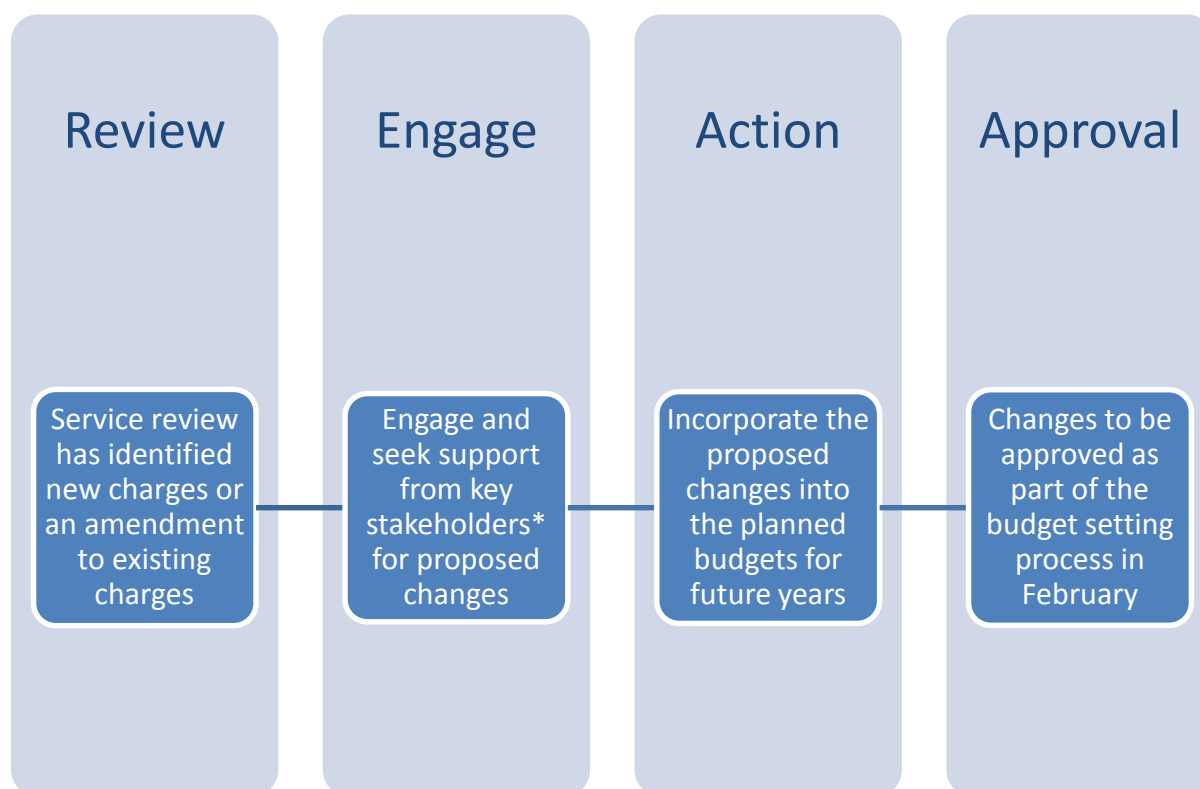 Review
Service review
has identified
new charges or
an amendment
to existing
charges
Engage
Engage and
seek support
from key
stakeholders*
for proposed
changes
Action
Incorporate the
proposed
changes into
the planned
budgets for
future years
Approval
Changes to be
approved as
part of the
budget setting
process in
February